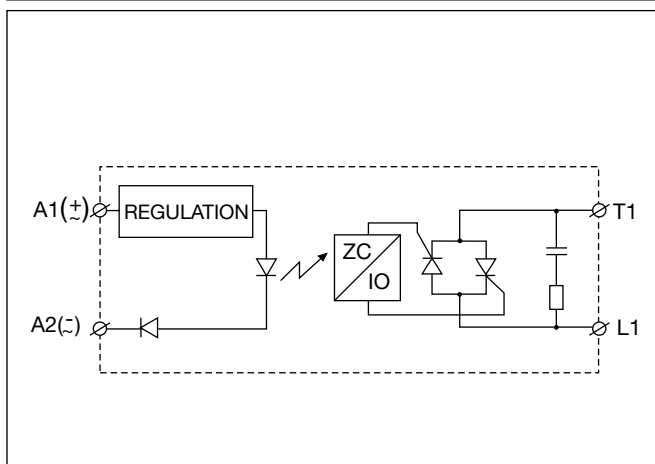 A1(+~)
REGULATION
T1
ZC
IO
A2(-~)
L1